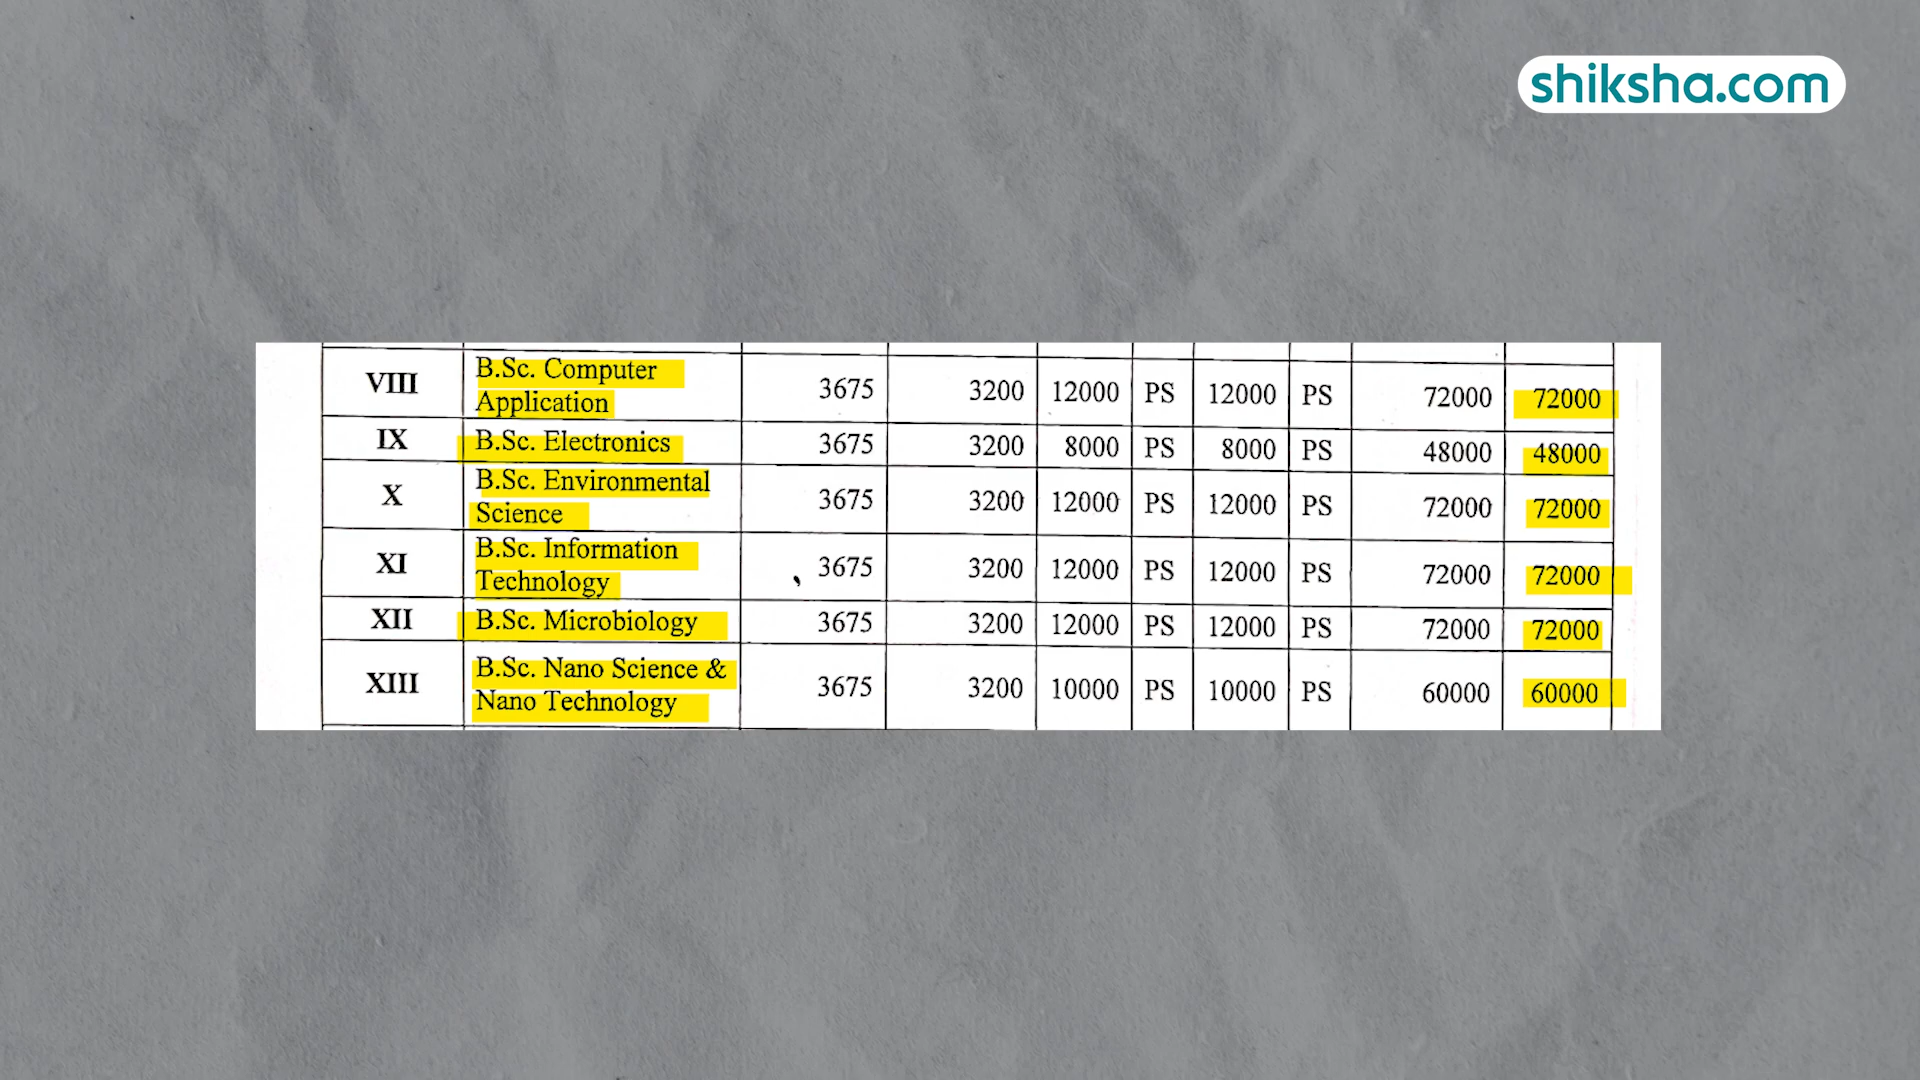 shiksha.com
VIII B.Sc. Computer Application 3675 3200 12000 PS 12000 PS 72000 72000
IX B.Sc. Electronics 3675 3200 8000 PS 8000 PS 48000 48000
X B.Sc. Environmental Science 3675 3200 12000 PS 12000 PS 72000 72000
XI B.Sc. Information Technology 3675 3200 12000 PS 12000 PS 72000 72000
XII B.Sc. Microbiology 3675 3200 12000 PS 12000 PS 72000 72000
XIII B.Sc. Nano Science & Nano Technology 3675 3200 10000 PS 10000 PS 60000 60000